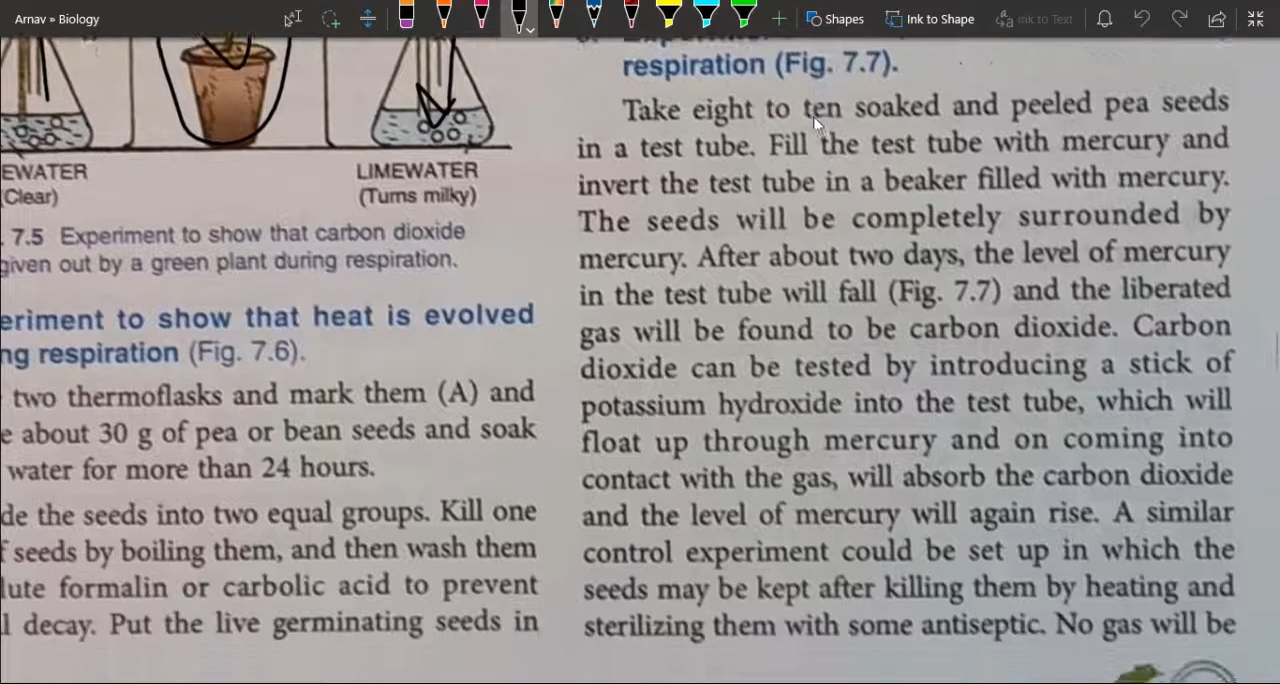 Arnav » Biology
Shapes
Ink to Shape
Ink to Text
EWATER
(Clear)
LIMEWATER
(Turns milky)
. 7.5 Experiment to show that carbon dioxide
given out by a green plant during respiration.
eriment to show that heat is evolved
ng respiration (Fig. 7.6).
two thermoflasks and mark them (A) and
e about 30 g of pea or bean seeds and soak
water for more than 24 hours.
de the seeds into two equal groups. Kill one
f seeds by boiling them, and then wash them
lute formalin or carbolic acid to prevent
l decay. Put the live germinating seeds in
respiration (Fig. 7.7).
Take eight to ten soaked and peeled pea seeds
in a test tube. Fill the test tube with mercury and
invert the test tube in a beaker filled with mercury.
The seeds will be completely surrounded by
mercury. After about two days, the level of mercury
in the test tube will fall (Fig. 7.7) and the liberated
gas will be found to be carbon dioxide. Carbon
dioxide can be tested by introducing a stick of
potassium hydroxide into the test tube, which will
float up through mercury and on coming into
contact with the gas, will absorb the carbon dioxide
and the level of mercury will again rise. A similar
control experiment could be set up in which the
seeds may be kept after killing them by heating and
sterilizing them with some antiseptic. No gas will be